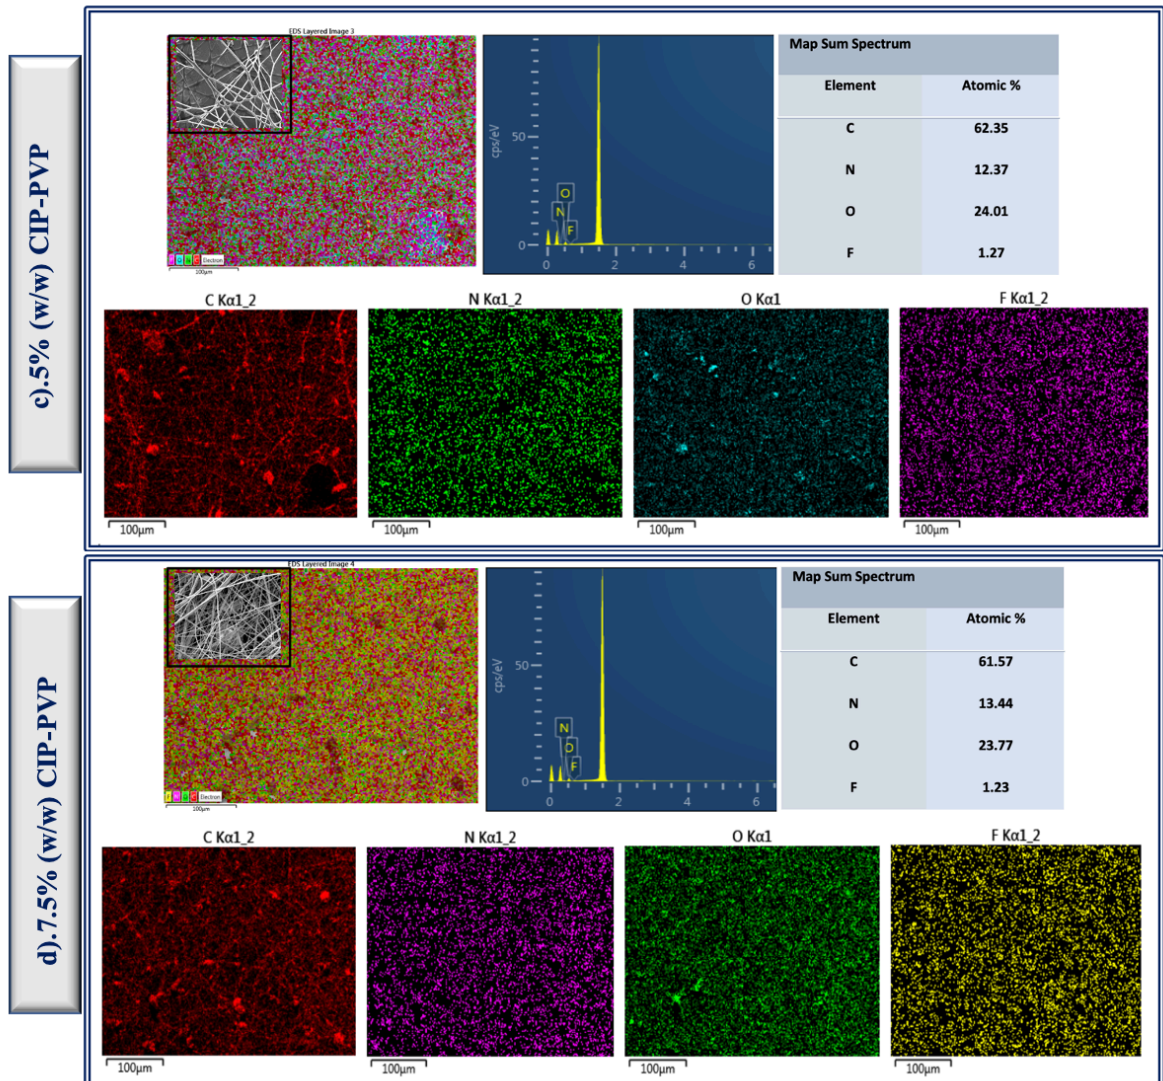 c).5% (w/w) CIP-PVP
EDS Layered Image 3
Electron
100µm
cps/eV
50
0
O
N
F
0 2 4 6
Map Sum Spectrum
Element Atomic %
C 62.35
N 12.37
O 24.01
F 1.27
C Kα1_2 N Kα1_2 O Kα1 F Kα1_2
100µm 100µm 100µm 100µm
d).7.5% (w/w) CIP-PVP
EDS Layered Image 4
Electron
100µm
cps/eV
50
0
N
O
F
0 2 4 6
Map Sum Spectrum
Element Atomic %
C 61.57
N 13.44
O 23.77
F 1.23
C Kα1_2 N Kα1_2 O Kα1 F Kα1_2
100µm 100µm 100µm 100µm